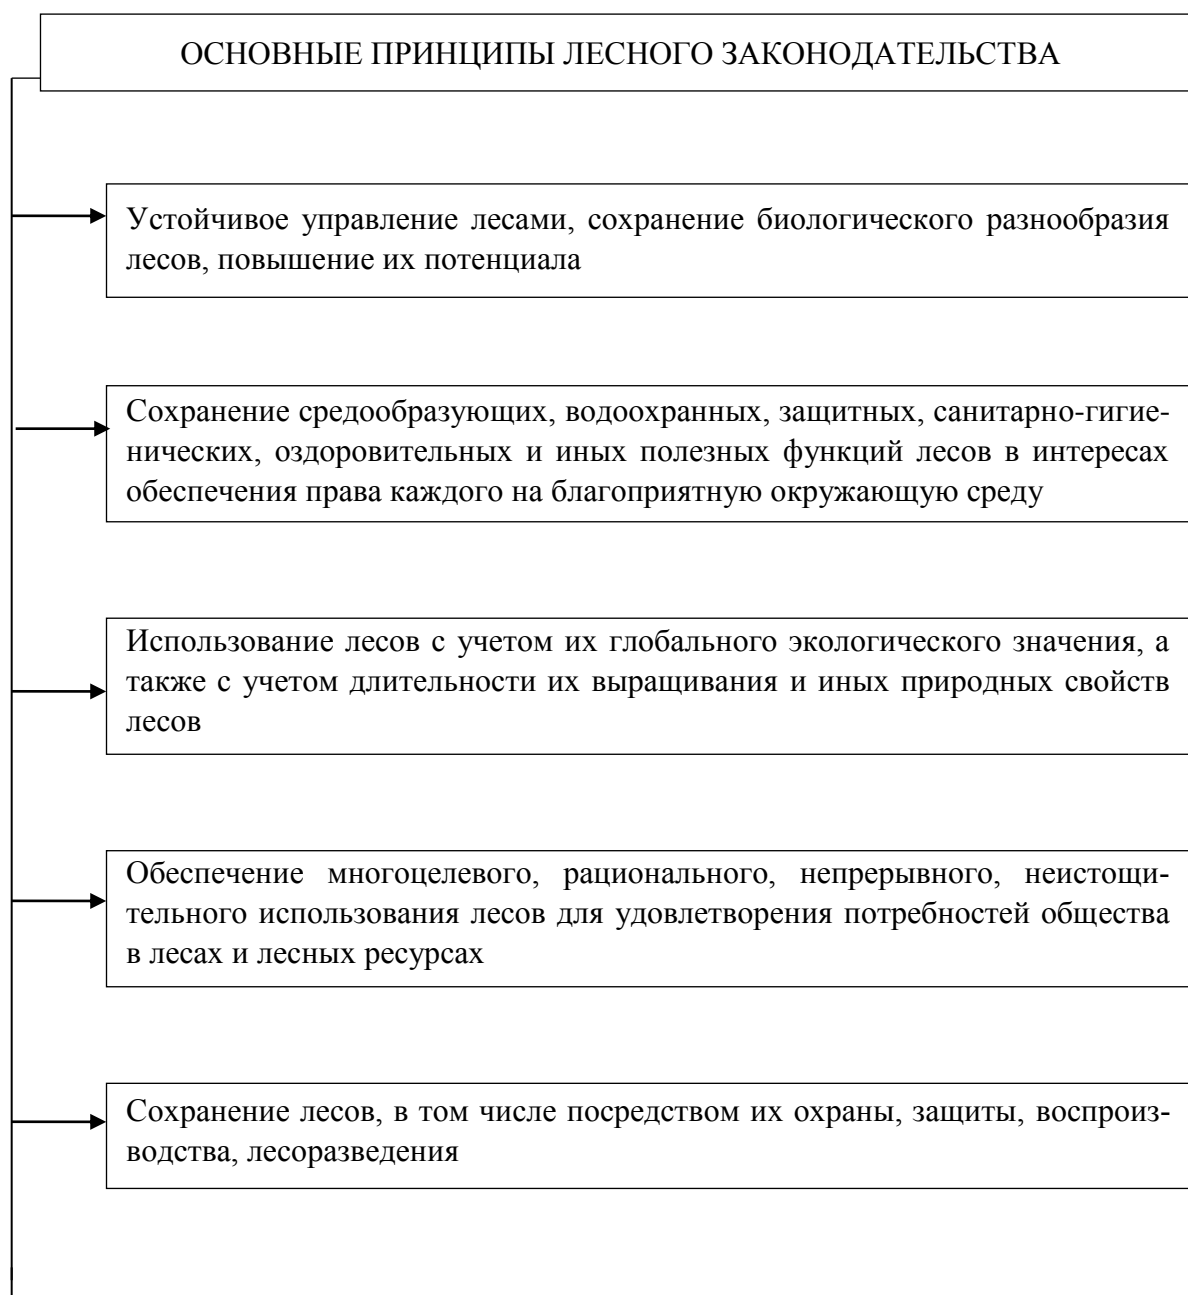 ОСНОВНЫЕ ПРИНЦИПЫ ЛЕСНОГО ЗАКОНОДАТЕЛЬСТВА
Устойчивое управление лесами, сохранение биологического разнообразия
лесов, повышение их потенциала
Сохранение средообразующих, водоохранных, защитных, санитарно-гигие-
нических, оздоровительных и иных полезных функций лесов в интересах
обеспечения права каждого на благоприятную окружающую среду
Использование лесов с учетом их глобального экологического значения, а
также с учетом длительности их выращивания и иных природных свойств
лесов
Обеспечение многоцелевого, рационального, непрерывного, неистощи-
тельного использования лесов для удовлетворения потребностей общества
в лесах и лесных ресурсах
Сохранение лесов, в том числе посредством их охраны, защиты, воспроиз-
водства, лесоразведения